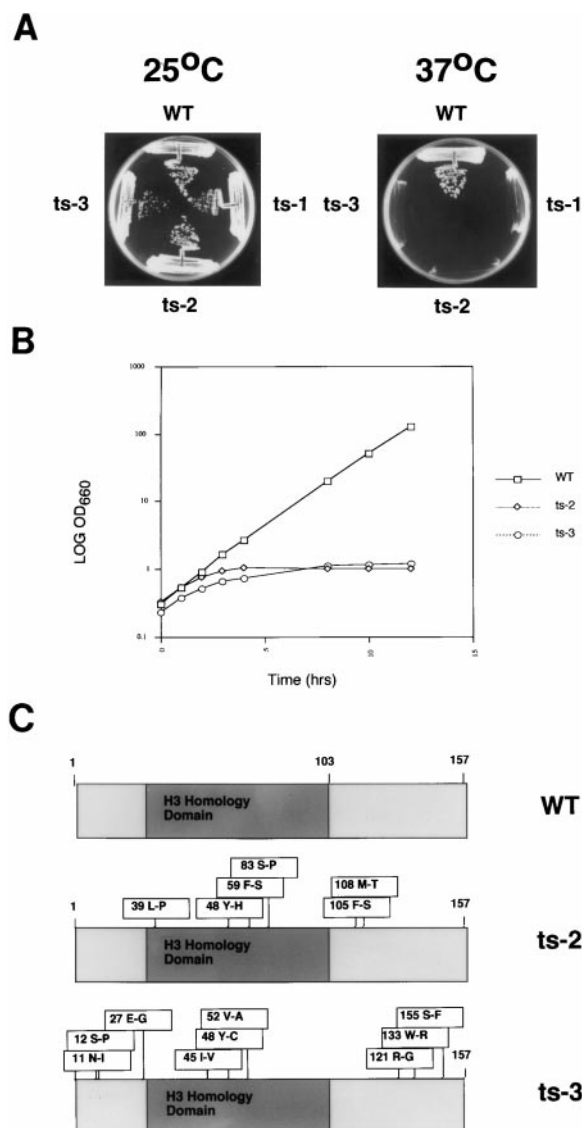 A
25°C 37°C
WT WT
ts-3 ts-1 ts-3 ts-1
ts-2 ts-2
B
1000
100
10
1
0.1
LOG OD660
0 5 10 15
Time (hrs)
WT
ts-2
ts-3
C
1 103 157
H3 Homology
Domain
WT
83 S-P
59 F-S 108 M-T
1 39 L-P 48 Y-H 105 F-S 157
H3 Homology
Domain
ts-2
27 E-G 52 V-A 155 S-F
12 S-P 48 Y-C 133 W-R
11 N-I 45 I-V 121 R-G 157
H3 Homology
Domain
ts-3